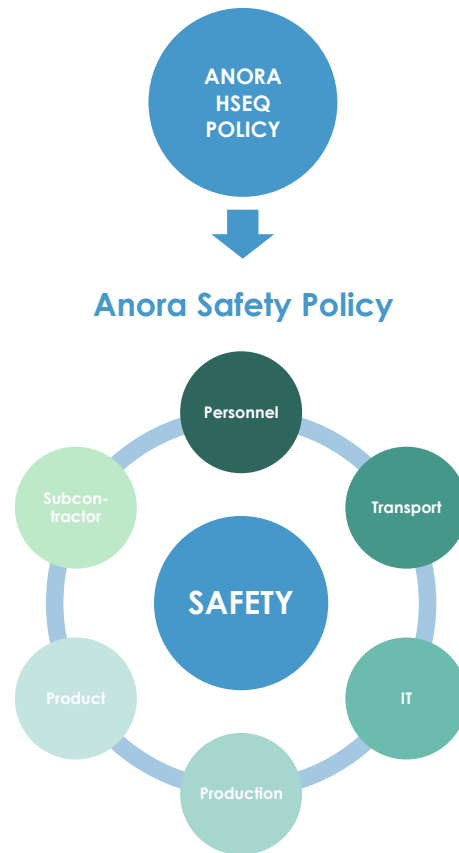 ANORA
HSEQ
POLICY
Anora Safety Policy
Personnel
Subcon-
tractor
Transport
SAFETY
Product
IT
Production